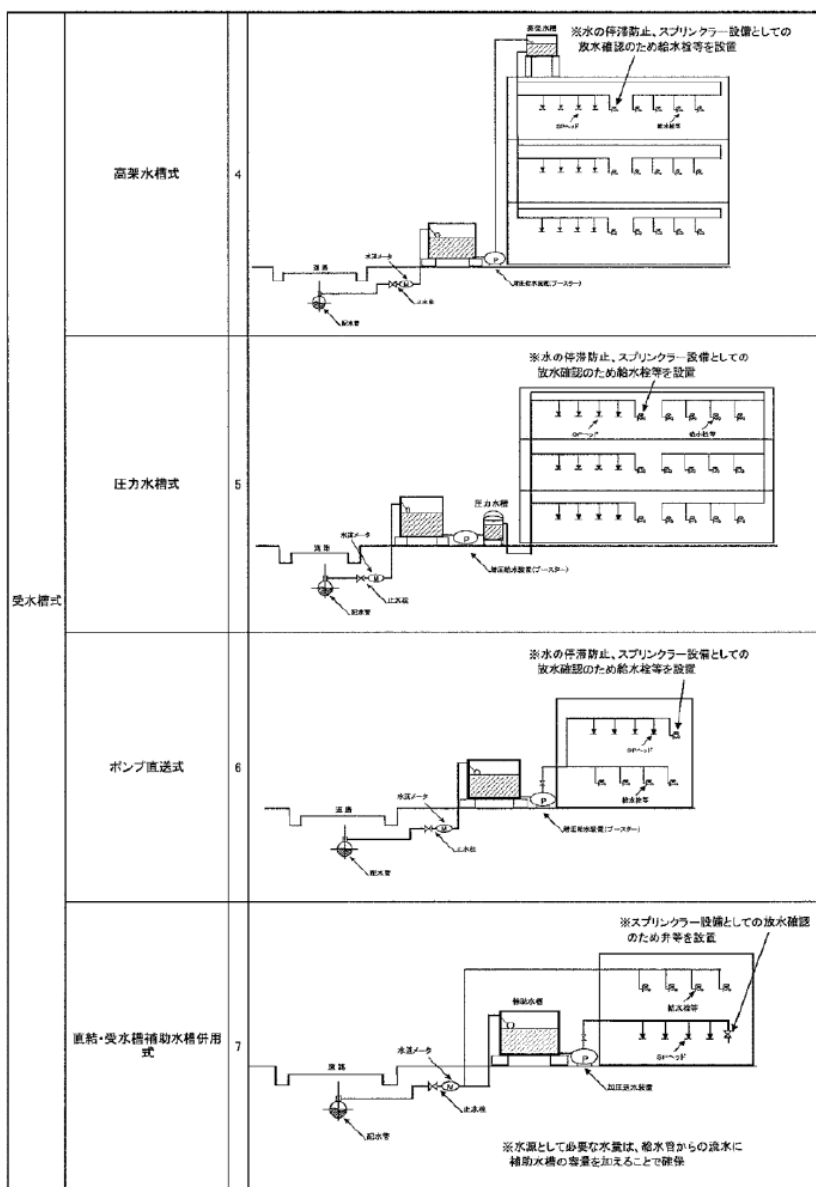 受水槽式
高架水槽式
4
高架水槽
※水の停滞防止、スプリンクラー設備としての
放水確認のため給水栓等を設置
SPヘッド
給水栓等
道路
水道メータ
止水栓
配水管
P
M
増圧給水装置(ブースター)
圧力水槽式
5
※水の停滞防止、スプリンクラー設備としての
放水確認のため給水栓等を設置
SPヘッド
給水栓等
圧力水槽
道路
水道メータ
P
M
増圧給水装置(ブースター)
止水栓
配水管
ポンプ直送式
6
※水の停滞防止、スプリンクラー設備としての
放水確認のため給水栓等を設置
SPヘッド
給水栓等
道路
水道メータ
P
M
増圧給水装置(ブースター)
止水栓
配水管
直結・受水槽補助水槽併用
式
7
※スプリンクラー設備としての放水確認
のため弁等を設置
給水栓等
SPヘッド
補助水槽
道路
水道メータ
P
M
加圧送水装置
止水栓
配水管
※水源として必要な水量は、給水管からの流水に
補助水槽の容量を加えることで確保